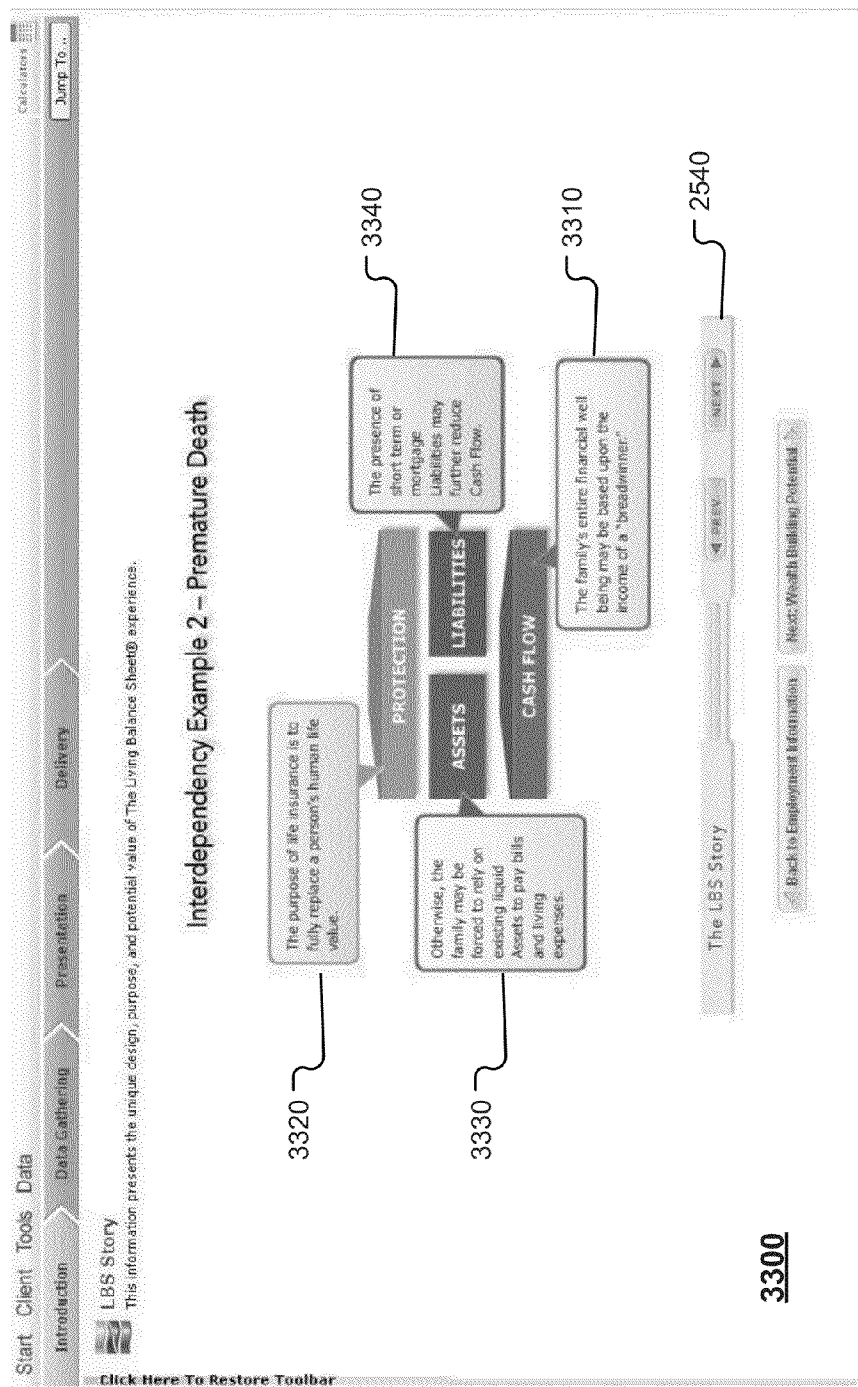 Start Client Tools Data
Calculators
Introduction
Data Gathering
Presentation
Delivery
Jump To...
LBS Story
This information presents the unique design, purpose, and potential value of The Living Balance Sheet® experience.
Click Here To Restore Toolbar
Interdependency Example 2 – Premature Death
The purpose of life insurance is to
fully replace a person's human life
value.
3320
PROTECTION
The presence of
short term or
mortgage
Liabilities may
further reduce
Cash Flow.
3340
ASSETS
LIABILITIES
Otherwise, the
family may be
forced to rely on
existing liquid
Assets to pay bills
and living
expenses.
3330
CASH FLOW
The family's entire financial well
being may be based upon the
income of a "breadwinner"
3310
The LBS Story
◀ PREV
NEXT ▶
2540
Back to Employment Information
Next: Wealth Building Potential
3300